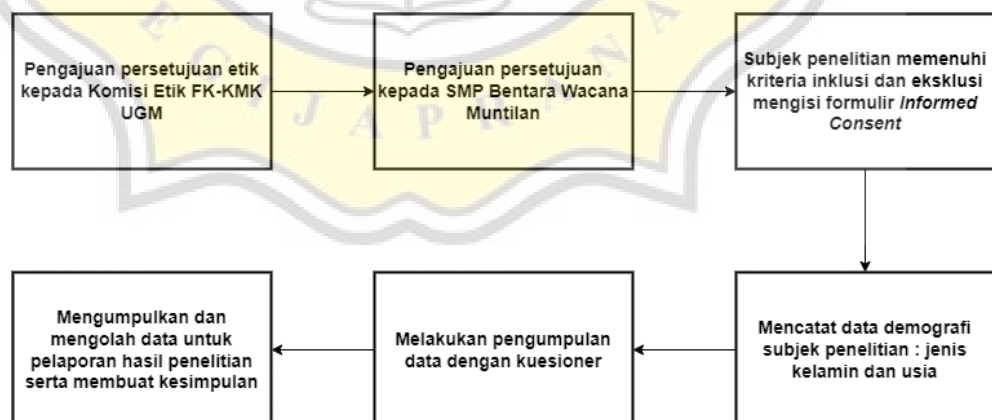 Pengajuan persetujuan etik
kepada Komisi Etik FK-KMK
UGM
Pengajuan persetujuan
kepada SMP Bentara Wacana
Muntilan
Subjek penelitian memenuhi
kriteria inklusi dan eksklusi
mengisi formulir Informed
Consent
Mencatat data demografi
subjek penelitian : jenis
kelamin dan usia
Melakukan pengumpulan
data dengan kuesioner
Mengumpulkan dan
mengolah data untuk
pelaporan hasil penelitian
serta membuat kesimpulan
EGIJAPRANA